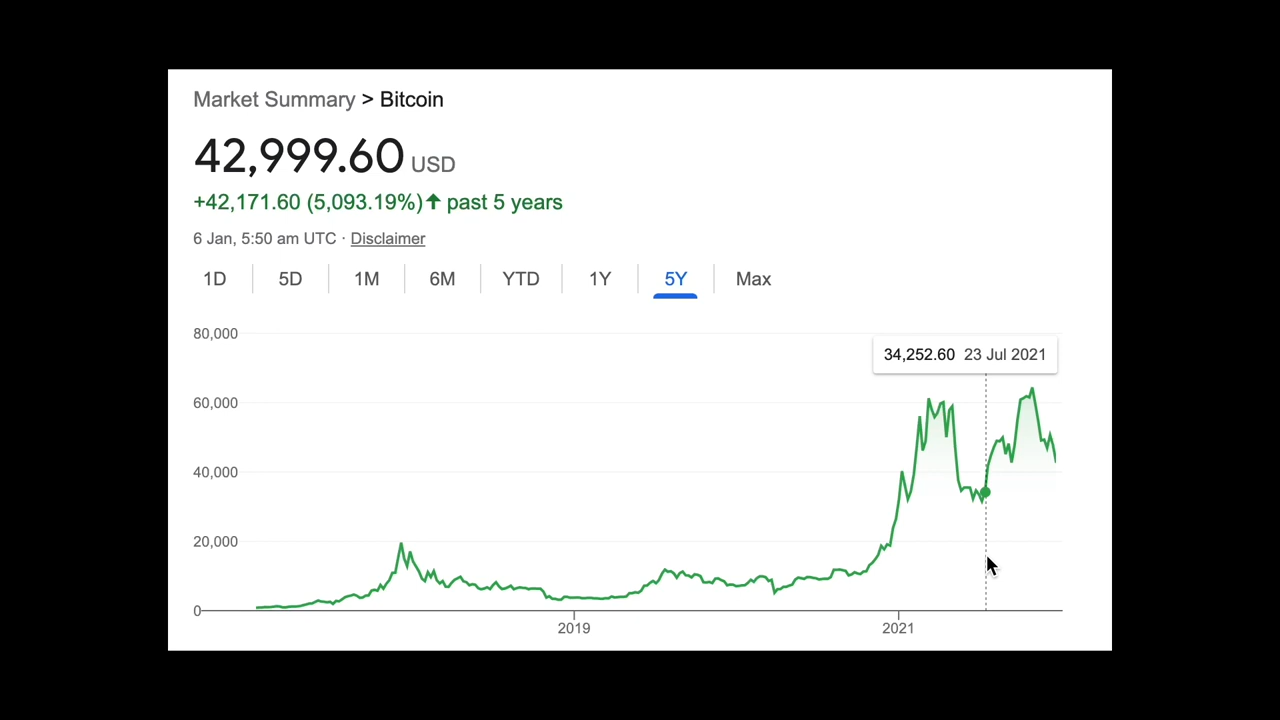 Market Summary > Bitcoin
42,999.60 USD
+42,171.60 (5,093.19%)↑ past 5 years
6 Jan, 5:50 am UTC · Disclaimer
1D 5D 1M 6M YTD 1Y 5Y Max
80,000
34,252.60 23 Jul 2021
60,000
40,000
20,000
0
2019 2021